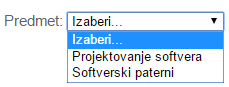 Predmet: Izaberi...
Izaberi...
Projektovanje softvera
Softverski paterni